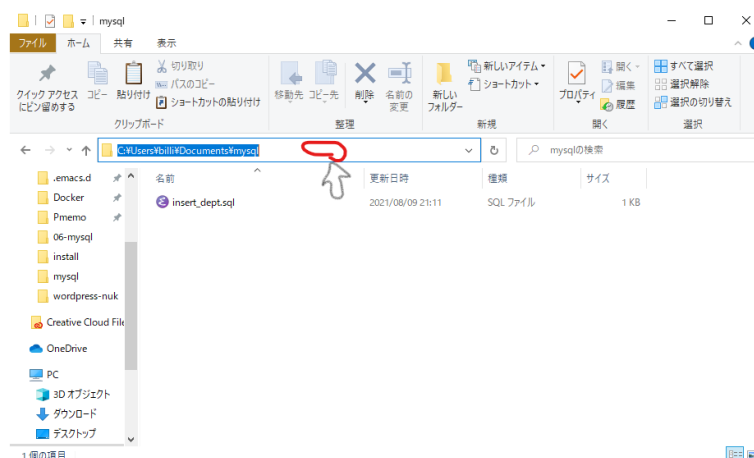 mysql
ファイル ホーム 共有 表示
クイック アクセスにピン留めする
コピー
貼り付け
切り取り
パスのコピー
ショートカットの貼り付け
移動先
コピー先
削除
名前の変更
新しいフォルダー
新しいアイテム
ショートカット
プロパティ
開く
編集
履歴
すべて選択
選択解除
選択の切り替え
クリップボード 整理 新規 開く 選択
C:¥Users¥billi¥Documents¥mysql
mysqlの検索
名前 更新日時 種類 サイズ
insert_dept.sql 2021/08/09 21:11 SQL ファイル 1 KB
.emacs.d
Docker
Pmemo
06-mysql
install
mysql
wordpress-nuk
Creative Cloud File
OneDrive
PC
3D オブジェクト
ダウンロード
デスクトップ
1 個の項目